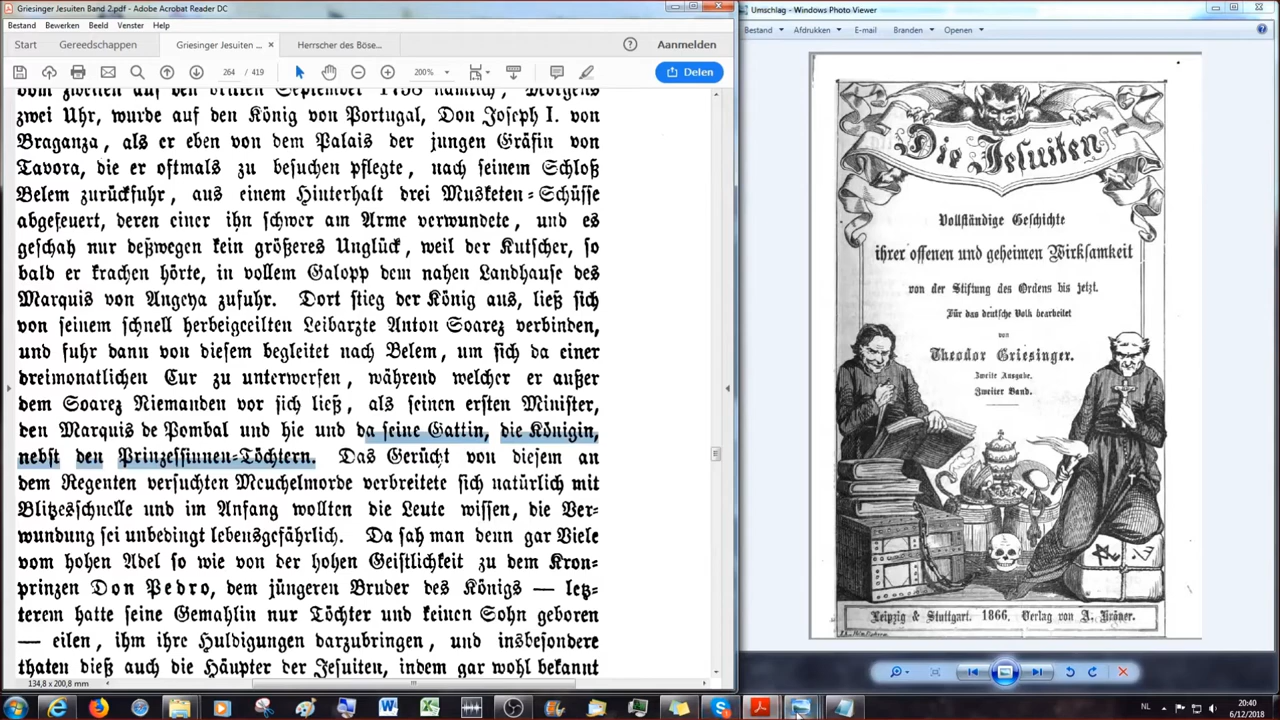 Griesinger Jesuiten Band 2.pdf - Adobe Acrobat Reader DC
Bestand Bewerken Beeld Venster Help
Start Gereedschappen Griesinger Jesuiten ... × Herrscher des Böse... Aanmelden
264 / 419 200% Delen
vom zweiten auf den dritten September 1758 nämlich, Morgens
zwei Uhr, wurde auf den König von Portugal, Don Joseph I. von
Braganza, als er eben von dem Palais der jungen Gräfin von
Tavora, die er oftmals zu besuchen pflegte, nach seinem Schloß
Belem zurückfuhr, aus einem Hinterhalt drei Musketen-Schüsse
abgefeuert, deren einer ihn schwer am Arme verwundete, und es
geschah nur deßwegen kein größeres Unglück, weil der Kutscher, so
bald er krachen hörte, in vollem Galopp dem nahen Landhause des
Marquis von Angeya zufuhr. Dort stieg der König aus, ließ sich
von seinem schnell herbeigeeilten Leibarzte Anton Soarez verbinden,
und fuhr dann von diesem begleitet nach Belem, um sich da einer
dreimonatlichen Cur zu unterwerfen, während welcher er außer
dem Soarez Niemanden vor sich ließ, als seinen ersten Minister,
den Marquis de Pombal und hie und da seine Gattin, die Königin,
nebst den Prinzessinnen-Töchtern. Das Gerücht von diesem an
dem Regenten versuchten Meuchelmorde verbreitete sich natürlich mit
Blitzesschnelle und im Anfang wollten die Leute wissen, die Ver-
wundung sei unbedingt lebensgefährlich. Da sah man denn gar Viele
vom hohen Adel so wie von der hohen Geistlichkeit zu dem Kron-
prinzen Don Pedro, dem jüngeren Bruder des Königs — letz-
terem hatte seine Gemahlin nur Töchter und keinen Sohn geboren
— eilen, ihm ihre Huldigungen darzubringen, und insbesondere
thaten dieß auch die Häupter der Jesuiten, indem gar wohl bekannt
134,8 x 200,8 mm
Umschlag - Windows Photo Viewer
Bestand Afdrukken E-mail Branden Openen
Die Jesuiten
Vollständige Geschichte
ihrer offenen und geheimen Wirksamkeit
von der Stiftung des Ordens bis jetzt.
Für das deutsche Volk bearbeitet
von
Theodor Griesinger.
Zweite Ausgabe.
Zweiter Band.
Leipzig & Stuttgart. 1866. Verlag von A. Kröner.
NL 20:40
6/12/2018